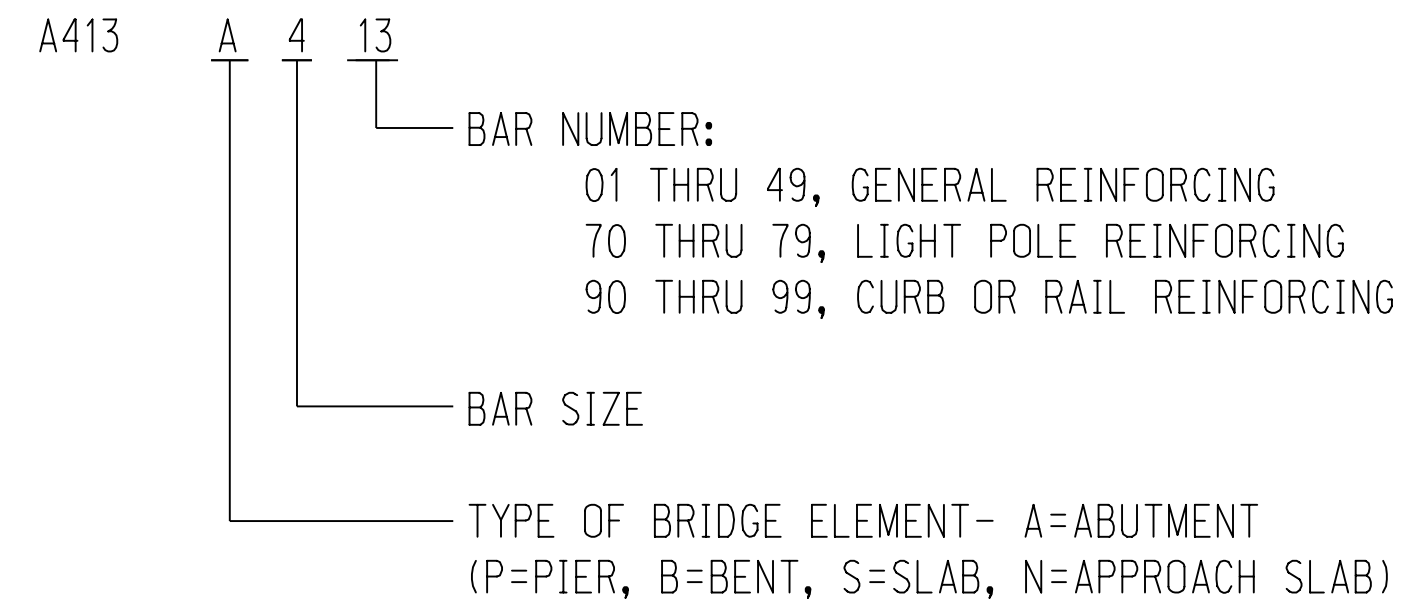 A413 A 4 13
BAR NUMBER:
01 THRU 49, GENERAL REINFORCING
70 THRU 79, LIGHT POLE REINFORCING
90 THRU 99, CURB OR RAIL REINFORCING
BAR SIZE
TYPE OF BRIDGE ELEMENT- A=ABUTMENT
(P=PIER, B=BENT, S=SLAB, N=APPROACH SLAB)